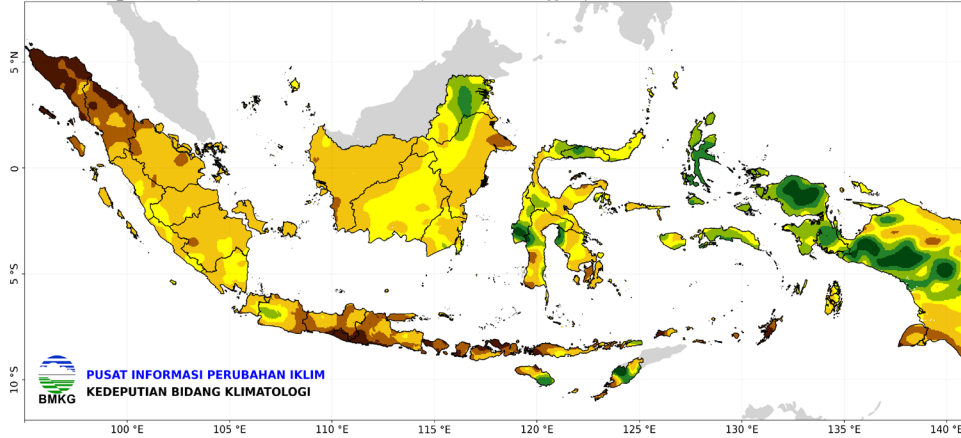 5 °N
0
5 °S
10 °S
PUSAT INFORMASI PERUBAHAN IKLIM
KEDEPUTIAN BIDANG KLIMATOLOGI
BMKG
100 °E
105 °E
110 °E
115 °E
120 °E
125 °E
130 °E
135 °E
140 °E